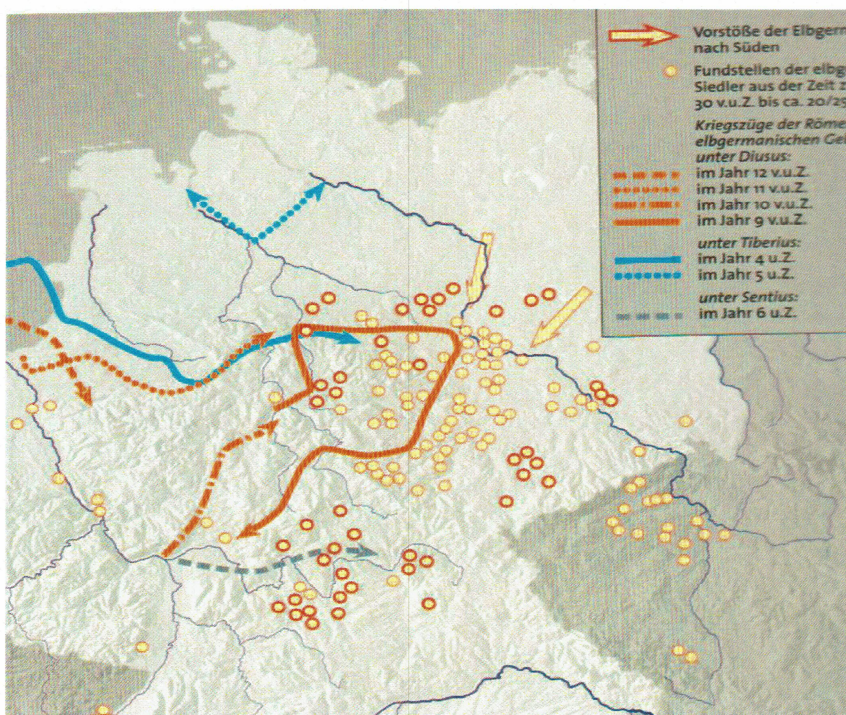 Vorstöße der Elbgerm
nach Süden
Fundstellen der elbg
Siedler aus der Zeit z
30 v.u.Z. bis ca. 20/25
Kriegszüge der Röme
elbgermanischen Gel
unter Diusus:
im Jahr 12 v.u.Z.
im Jahr 11 v.u.Z.
im Jahr 10 v.u.Z.
im Jahr 9 v.u.Z.
unter Tiberius:
im Jahr 4 u.Z.
im Jahr 5 u.Z.
unter Sentius:
im Jahr 6 u.Z.